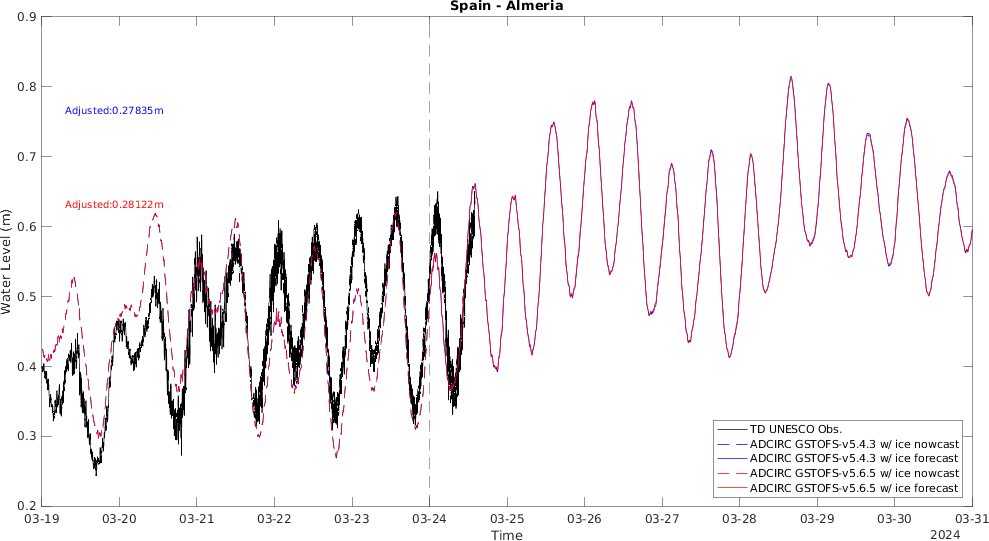 Spain - Almeria
0.9
0.8
0.7
0.6
0.5
0.4
0.3
0.2
Water Level (m)
Adjusted:0.27835m
Adjusted:0.28122m
TD UNESCO Obs.
ADCIRC GSTOFS-v5.4.3 w/ ice nowcast
ADCIRC GSTOFS-v5.4.3 w/ ice forecast
ADCIRC GSTOFS-v5.6.5 w/ ice nowcast
ADCIRC GSTOFS-v5.6.5 w/ ice forecast
03-19 03-20 03-21 03-22 03-23 03-24 03-25 03-26 03-27 03-28 03-29 03-30 03-31
Time
2024